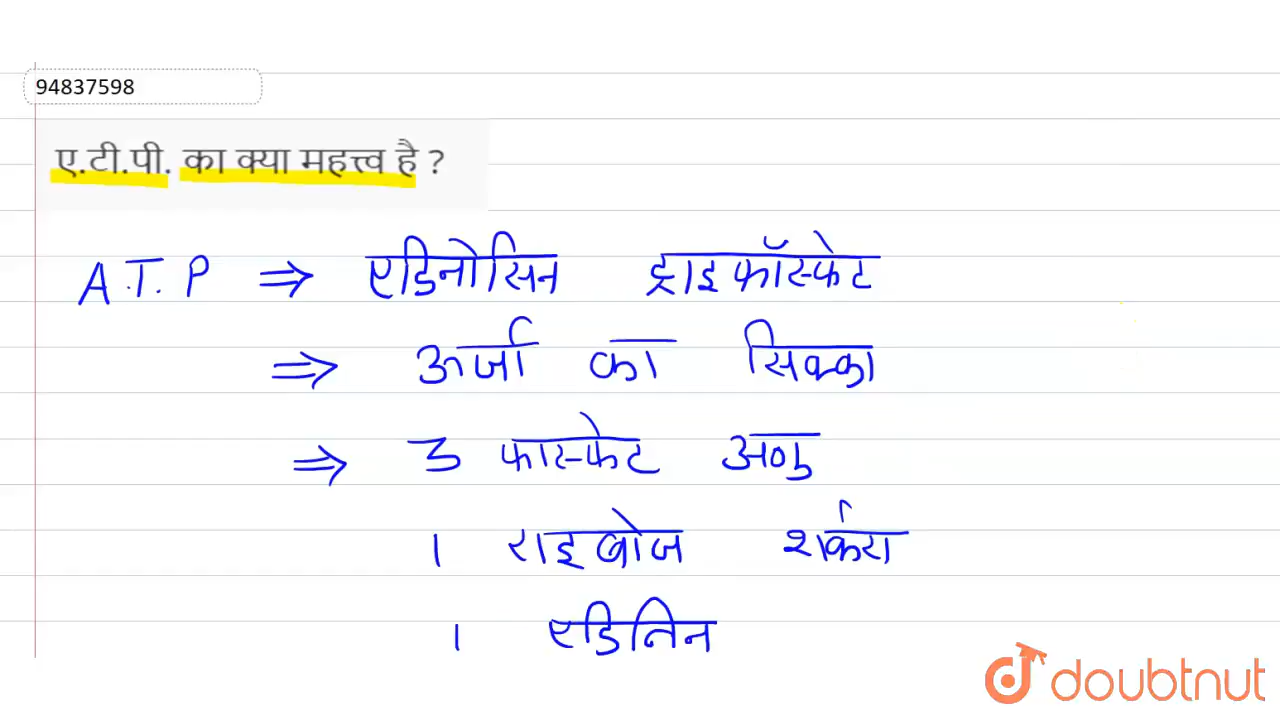 94837598
ए.टी.पी. का क्या महत्त्व है ?
A.T.P ⇒ एडिनोसिन ट्राइफॉस्फेट
⇒ ऊर्जा का सिक्का
⇒ 3 फास्फेट अणु
1 राइबोज शर्करा
1 एडिनिन
doubtnut